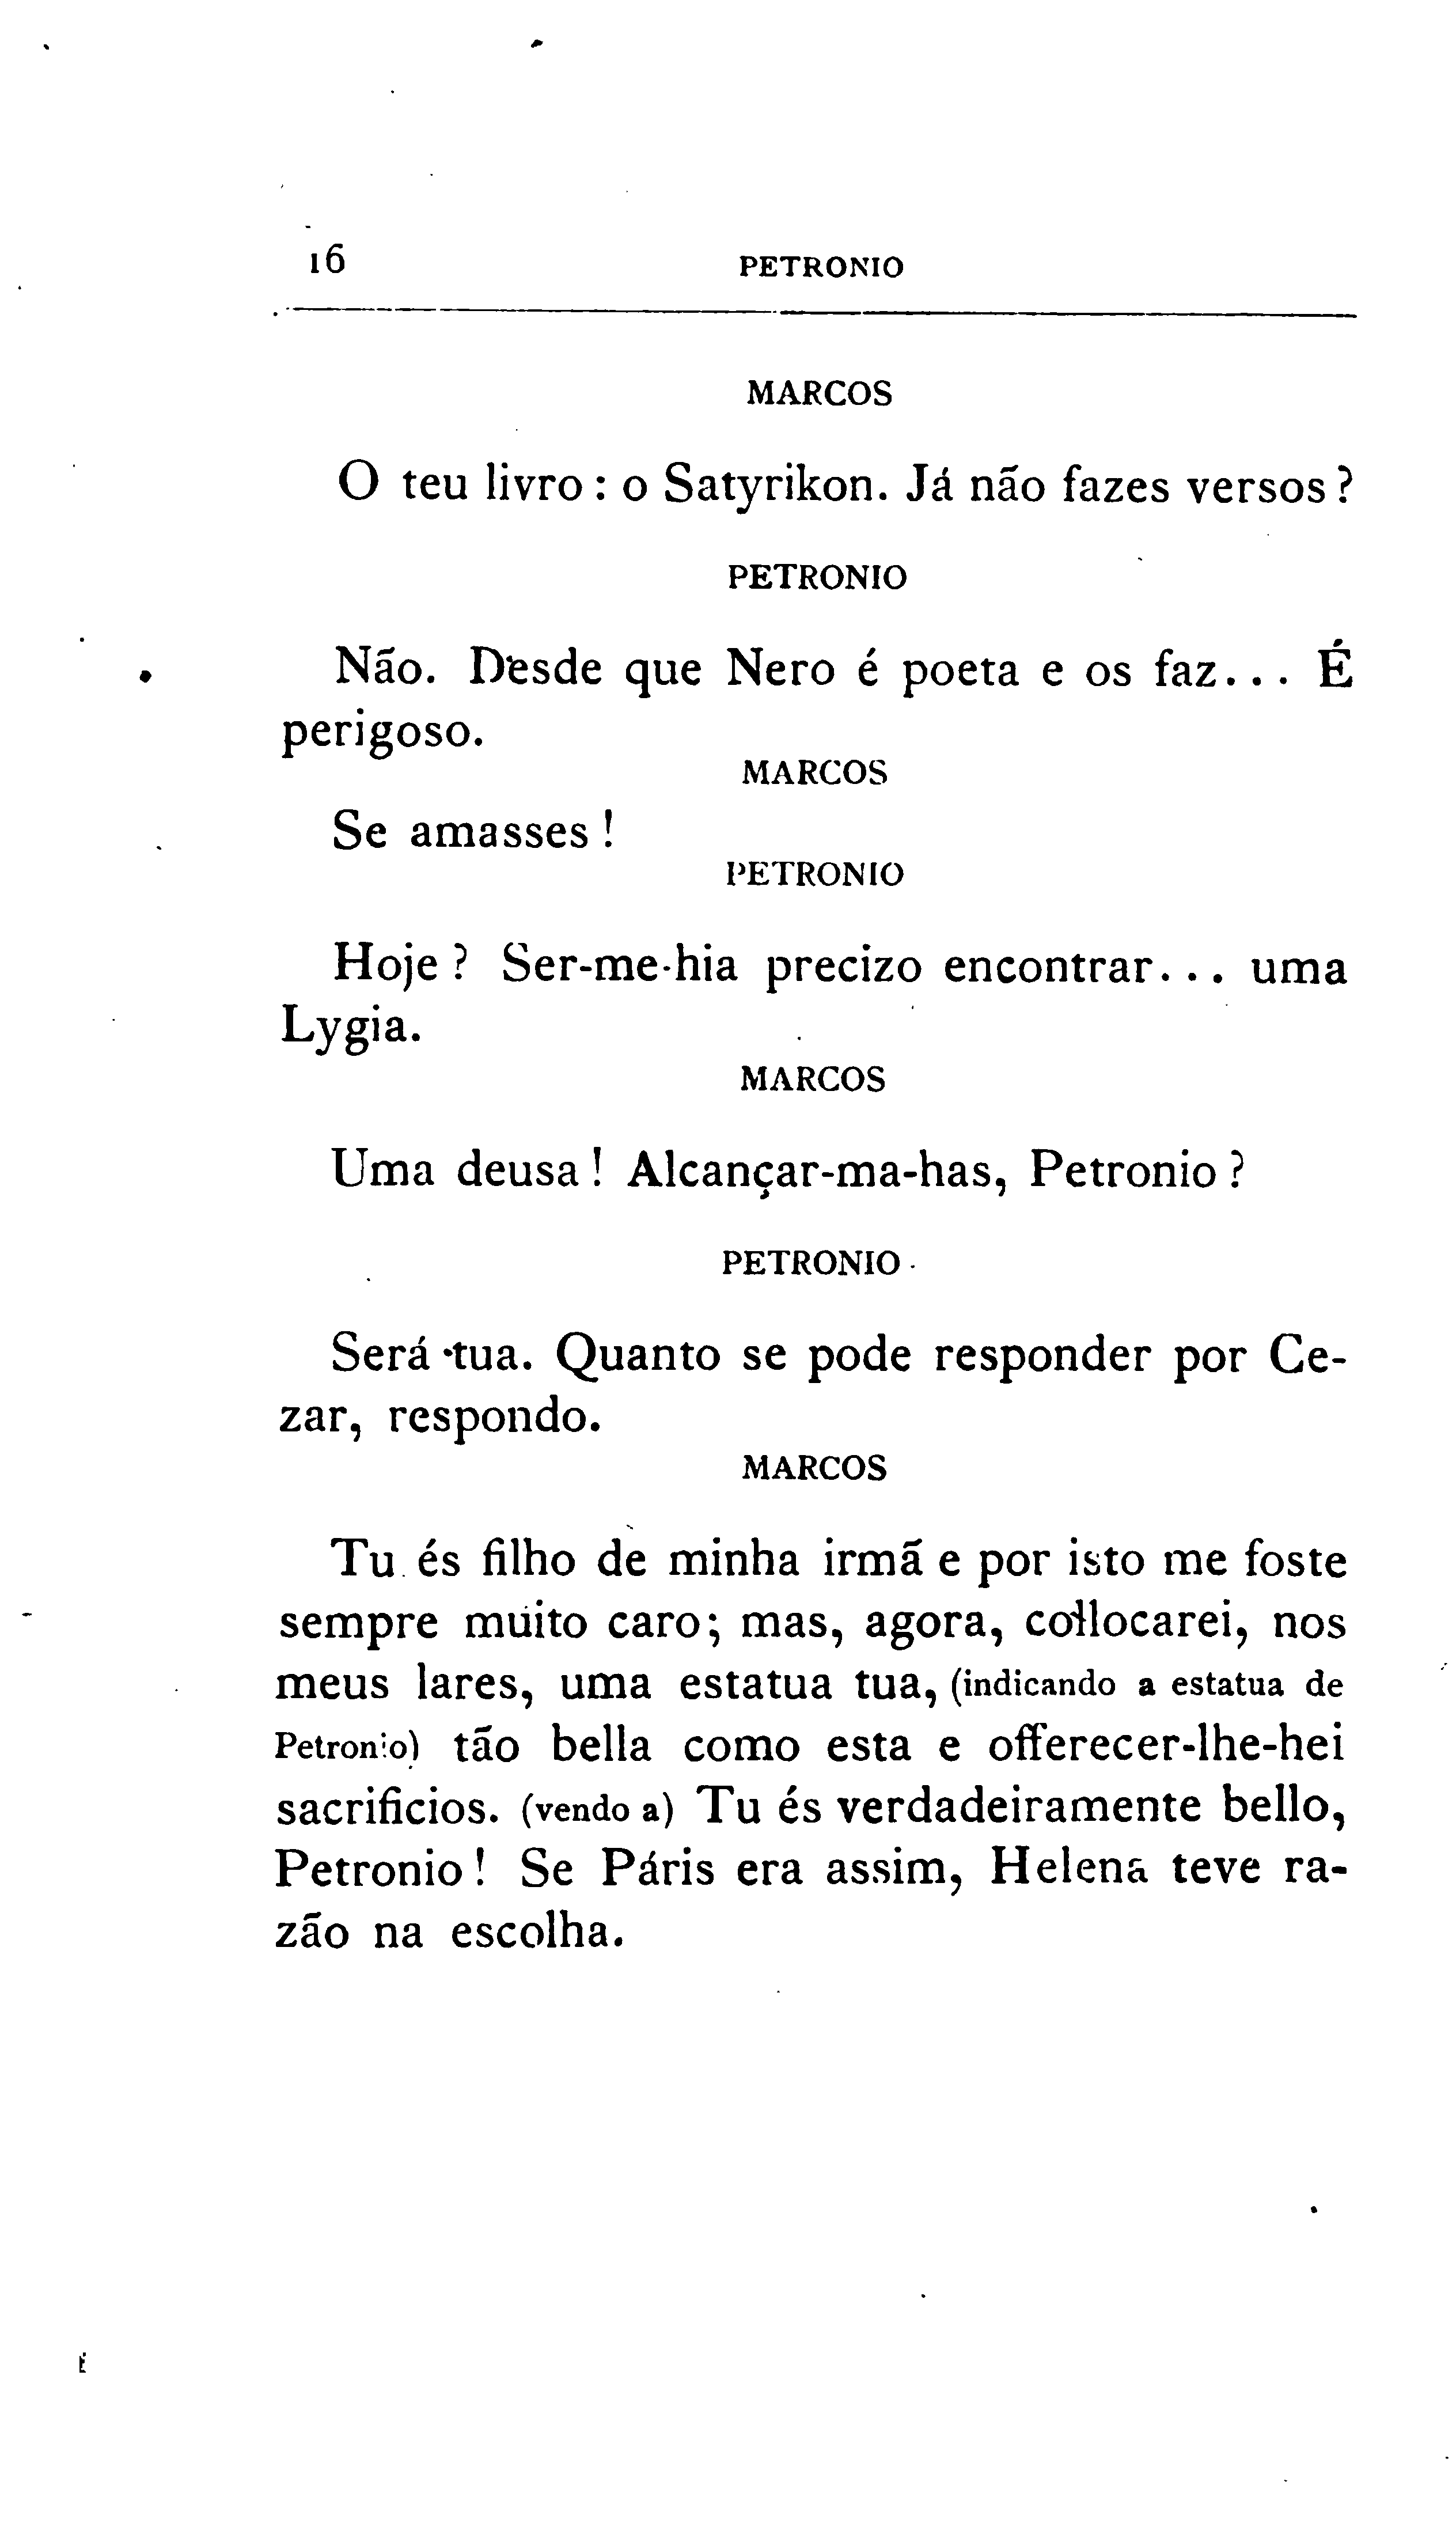 16 PETRONIO
MARCOS
O teu livro : o Satyrikon. Já não fazes versos ?
PETRONIO
Não. Desde que Nero é poeta e os faz... É
perigoso.
MARCOS
Se amasses !
PETRONIO
Hoje ? Ser-me-hia precizo encontrar... uma
Lygia.
MARCOS
Uma deusa ! Alcançar-ma-has, Petronio ?
PETRONIO
Será tua. Quanto se pode responder por Ce-
zar, respondo.
MARCOS
Tu és filho de minha irmã e por isto me foste
sempre muito caro; mas, agora, collocarei, nos
meus lares, uma estatua tua, (indicando a estatua de
Petronio) tão bella como esta e offerecer-lhe-hei
sacrificios. (vendo a) Tu és verdadeiramente bello,
Petronio ! Se Páris era assim, Helena teve ra-
zão na escolha.